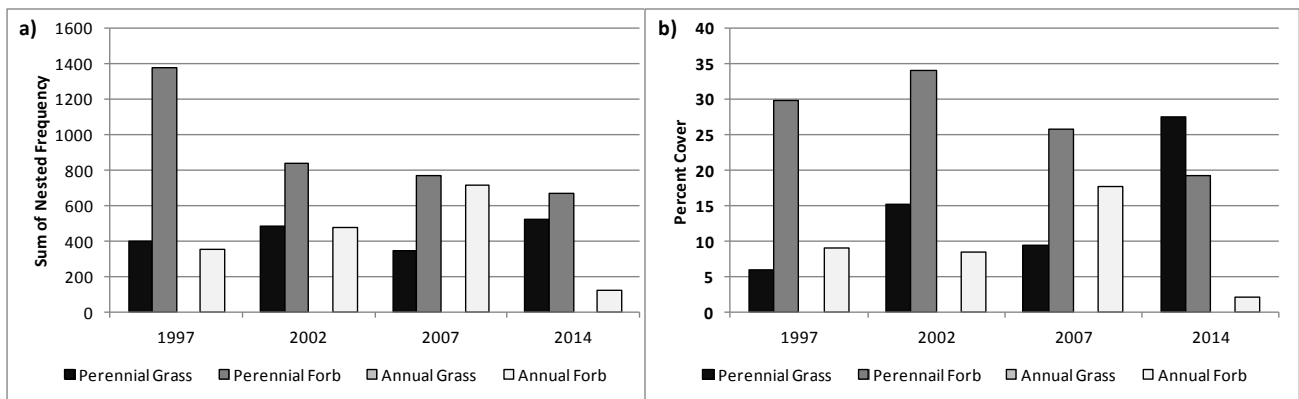 a)
Sum of Nested Frequency
1600
1400
1200
1000
800
600
400
200
0
1997 2002 2007 2014
Perennial Grass Perennial Forb Annual Grass Annual Forb
b)
Percent Cover
40
35
30
25
20
15
10
5
0
1997 2002 2007 2014
Perennial Grass Perennail Forb Annual Grass Annual Forb